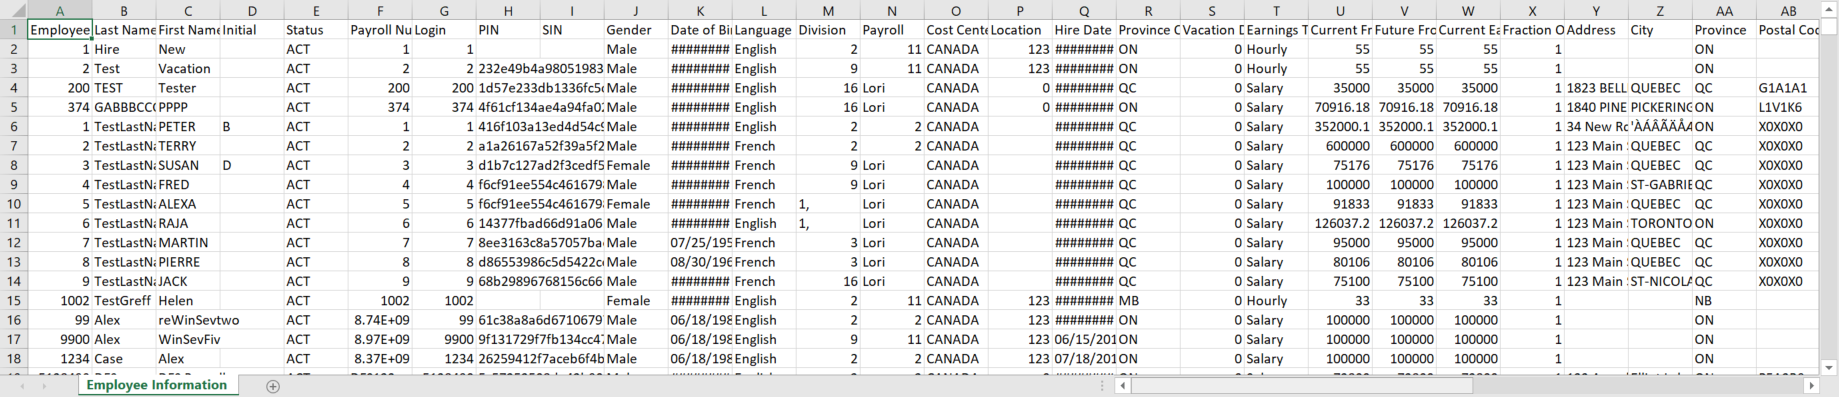 A B C D E F G H I J K L M N O P Q R S T U V W X Y Z AA AB
1 Employee Last Name First Name Initial Status Payroll Nu Login PIN SIN Gender Date of Bi Language Division Payroll Cost Cente Location Hire Date Province C Vacation D Earnings T Current Fr Future Fro Current Ea Fraction O Address City Province Postal Coc
2 1 Hire New ACT 1 1 Male ######## English 2 11 CANADA 123 ######## ON 0 Hourly 55 55 55 1 ON
3 2 Test Vacation ACT 2 2 232e49b4a98051983 Male ######## English 9 11 CANADA 123 ######## ON 0 Hourly 55 55 55 1 ON
4 200 TEST Tester ACT 200 200 1d57e233db1336fc5 Male ######## English 16 Lori CANADA 0 ######## QC 0 Salary 35000 35000 35000 1 1823 BELL QUEBEC QC G1A1A1
5 374 GABBBCC PPPP ACT 374 374 4f61cf134ae4a94fa0 Male ######## English 16 Lori CANADA 0 ######## ON 0 Salary 70916.18 70916.18 70916.18 1 1840 PINE PICKERING ON L1V1K6
6 1 TestLastNa PETER B ACT 1 1 416f103a13ed4d54c Male ######## English 2 2 CANADA ######## QC 0 Salary 352000.1 352000.1 352000.1 1 34 New Ro 'ÀÁÂÃÄÅ ON X0X0X0
7 2 TestLastNa TERRY ACT 2 2 a1a26167a52f39a5f2 Male ######## French 2 2 CANADA ######## QC 0 Salary 600000 600000 600000 1 123 Main QUEBEC QC X0X0X0
8 3 TestLastNa SUSAN D ACT 3 3 d1b7c127ad2f3cedf5 Female ######## French 9 Lori CANADA ######## QC 0 Salary 75176 75176 75176 1 123 Main QUEBEC QC X0X0X0
9 4 TestLastNa FRED ACT 4 4 f6cf91ee554c461679 Male ######## French 9 Lori CANADA ######## QC 0 Salary 100000 100000 100000 1 123 Main ST-GABRIE QC X0X0X0
10 5 TestLastNa ALEXA ACT 5 5 f6cf91ee554c461679 Female ######## French 1, Lori CANADA ######## QC 0 Salary 91833 91833 91833 1 123 Main QUEBEC QC X0X0X0
11 6 TestLastNa RAJA ACT 6 6 14377fbad66d91a06 Male ######## English 1, Lori CANADA ######## QC 0 Salary 126037.2 126037.2 126037.2 1 123 Main TORONTO ON X0X0X0
12 7 TestLastNa MARTIN ACT 7 7 8ee3163c8a57057ba Male 07/25/195 French 3 Lori CANADA ######## QC 0 Salary 95000 95000 95000 1 123 Main QUEBEC QC X0X0X0
13 8 TestLastNa PIERRE ACT 8 8 d86553986c5d5422c Male 08/30/196 French 3 Lori CANADA ######## QC 0 Salary 80106 80106 80106 1 123 Main QUEBEC QC X0X0X0
14 9 TestLastNa JACK ACT 9 9 68b29896768156c66 Male ######## French 16 Lori CANADA ######## QC 0 Salary 75100 75100 75100 1 123 Main ST-NICOLA QC X0X0X0
15 1002 TestGreff Helen ACT 1002 1002 Female ######## English 2 11 CANADA 123 ######## MB 0 Hourly 33 33 33 1 NB
16 99 Alex reWinSevtwo ACT 8.74E+09 99 61c38a8a6d6710679 Male 06/18/198 English 2 2 CANADA 123 ######## ON 0 Salary 100000 100000 100000 1 ON
17 9900 Alex WinSevFiv ACT 8.97E+09 9900 9f131729f7fb134cc4 Male 06/18/198 English 9 11 CANADA 123 06/15/201 ON 0 Salary 100000 100000 100000 1 ON
18 1234 Case Alex ACT 8.37E+09 1234 26259412f7aceb6f4b Male 06/18/198 English 2 2 CANADA 123 07/18/201 ON 0 Salary 100000 100000 100000 1 ON
Employee Information